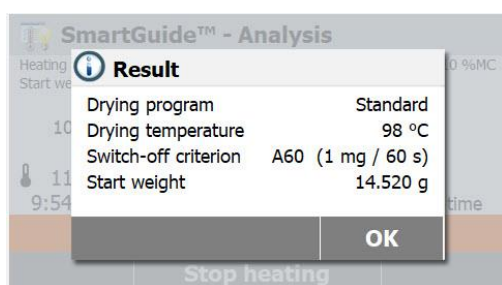 SmartGuide™ - Analysis
Heating
0 %MC
Start we
Result
Drying program Standard
Drying temperature 98 °C
Switch-off criterion A60 (1 mg / 60 s)
Start weight 14.520 g
10
11
9:54
time
OK
Stop heating